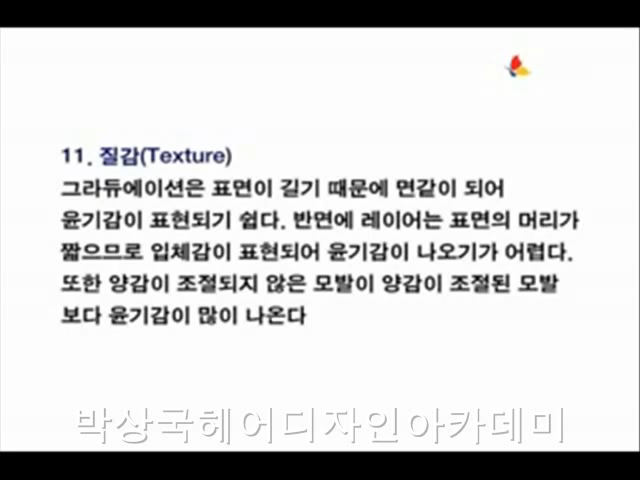 11. 질감(Texture)
그라듀에이션은 표면이 길기 때문에 면같이 되어
윤기감이 표현되기 쉽다. 반면에 레이어는 표면의 머리가
짧으므로 입체감이 표현되어 윤기감이 나오기가 어렵다.
또한 양감이 조절되지 않은 모발이 양감이 조절된 모발
보다 윤기감이 많이 나온다
박상국헤어디자인아카데미